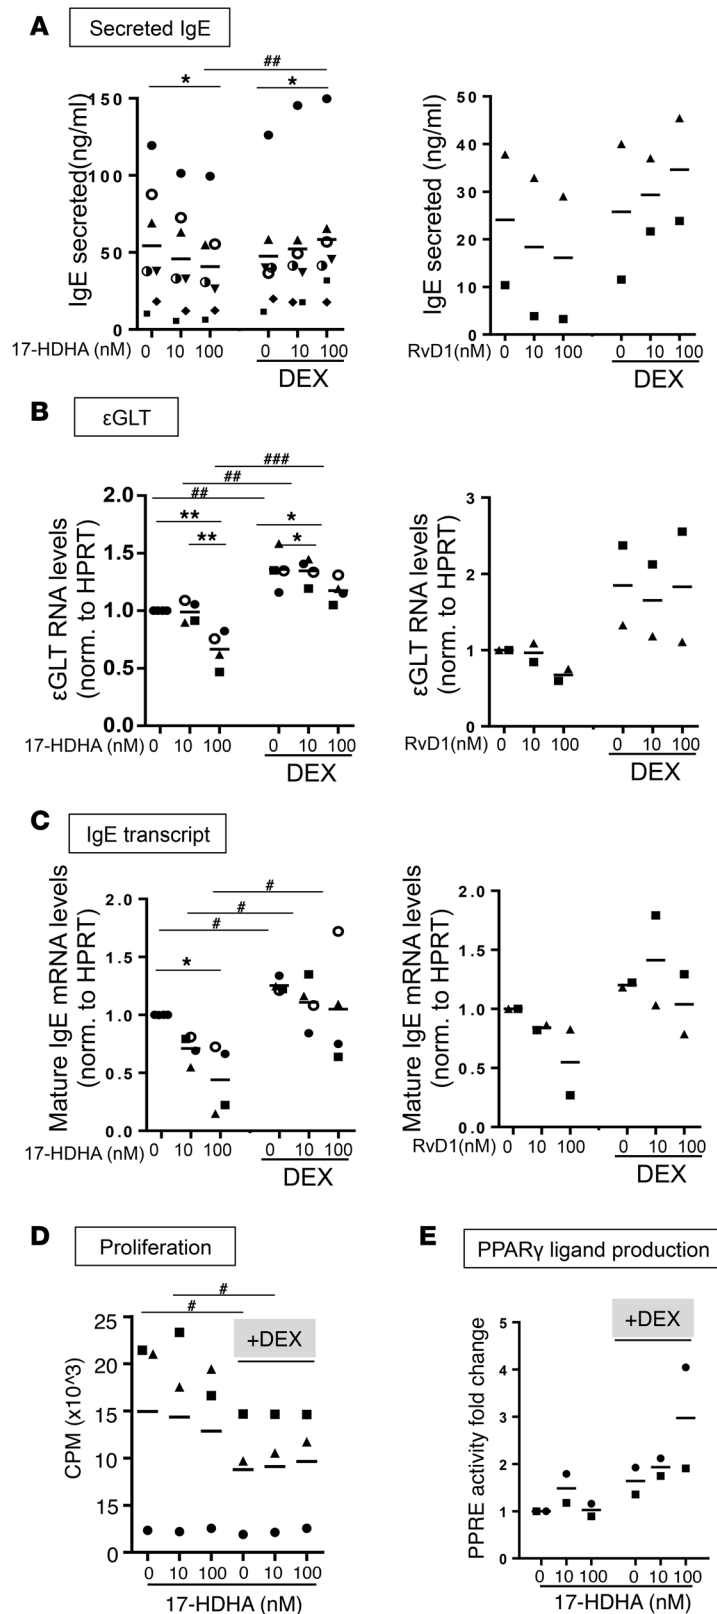 A Secreted IgE
##
* *
150
100
50
0
IgE secreted(ng/ml)
17-HDHA (nM) 0 10 100 0 10 100
DEX
50
40
30
20
10
0
IgE secreted (ng/ml)
RvD1(nM) 0 10 100 0 10 100
DEX
B εGLT
###
##
##
** *
** *
2.0
1.5
1.0
0.5
0.0
εGLT RNA levels
(norm. to HPRT)
17-HDHA (nM) 0 10 100 0 10 100
DEX
3
2
1
0
εGLT RNA levels
(norm. to HPRT)
RvD1(nM) 0 10 100 0 10 100
DEX
C IgE transcript
#
#
#
*
2.0
1.5
1.0
0.5
0.0
Mature IgE mRNA levels
(norm. to HPRT)
17-HDHA (nM) 0 10 100 0 10 100
DEX
2.0
1.5
1.0
0.5
0.0
Mature IgE mRNA levels
(norm. to HPRT)
RvD1(nM) 0 10 100 0 10 100
DEX
D Proliferation
#
#
+DEX
25
20
15
10
15
0
CPM (x10^3)
0 10 100 0 10 100
17-HDHA (nM)
E PPARγ ligand production
+DEX
5
4
3
2
1
0
PPRE activity fold change
0 10 100 0 10 100
17-HDHA (nM)